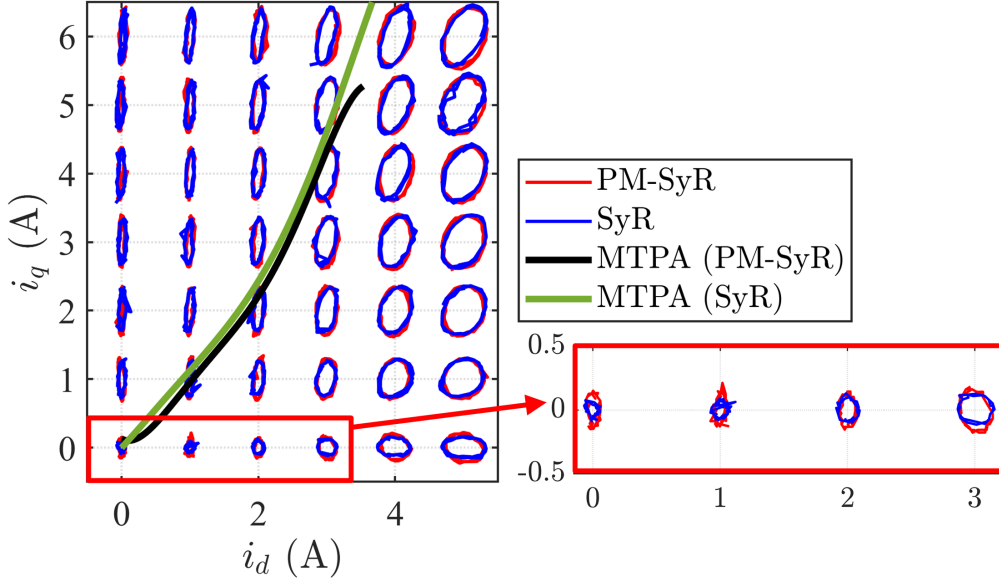 6
5
4
3
2
1
0
0 2 4
i_d (A)
i_q (A)
PM-SyR
SyR
MTPA (PM-SyR)
MTPA (SyR)
0.5
0
-0.5
0 1 2 3